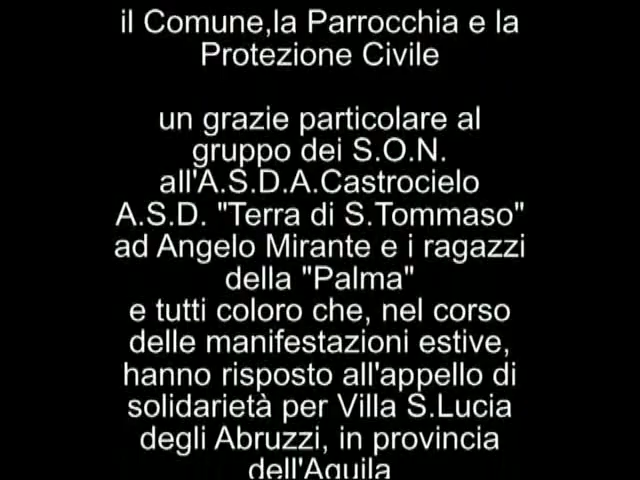 il Comune,la Parrocchia e la
Protezione Civile
un grazie particolare al
gruppo dei S.O.N.
all'A.S.D.A.Castrocielo
A.S.D. "Terra di S.Tommaso"
ad Angelo Mirante e i ragazzi
della "Palma"
e tutti coloro che, nel corso
delle manifestazioni estive,
hanno risposto all'appello di
solidarietà per Villa S.Lucia
degli Abruzzi, in provincia
dell'Aquila